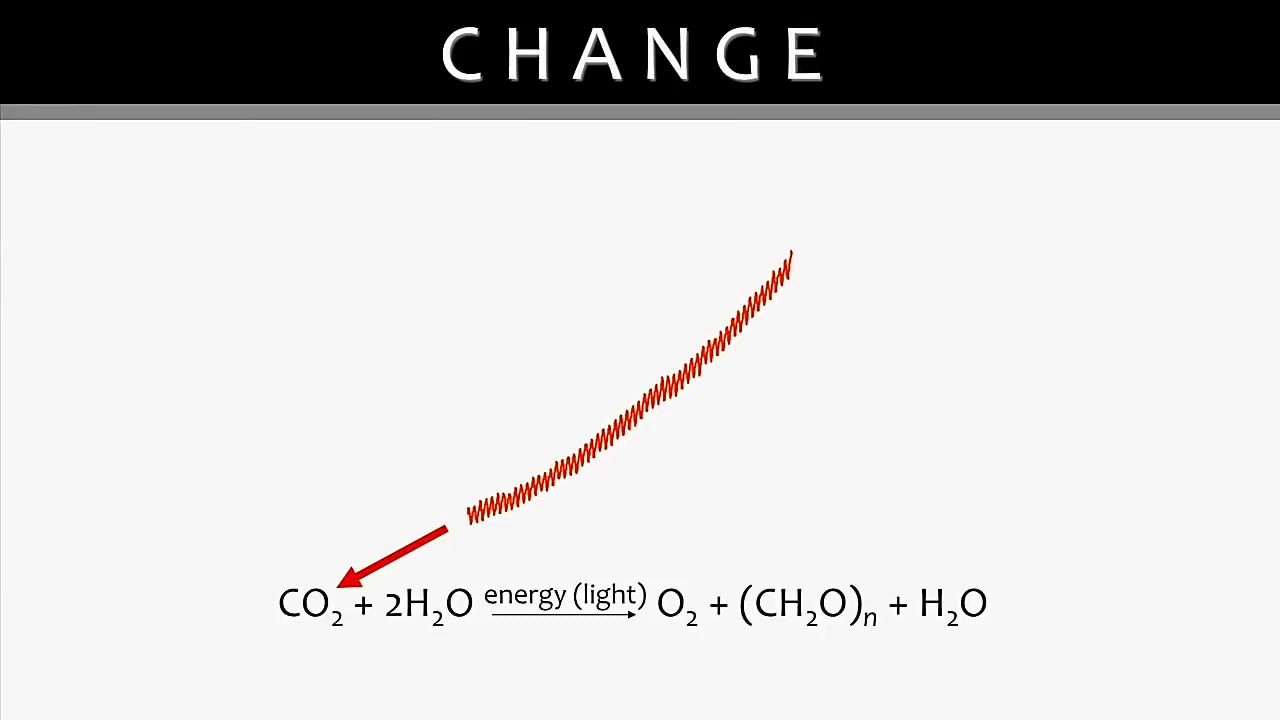 CHANGE
CO₂ + 2H₂O energy (light) O₂ + (CH₂O)ₙ + H₂O